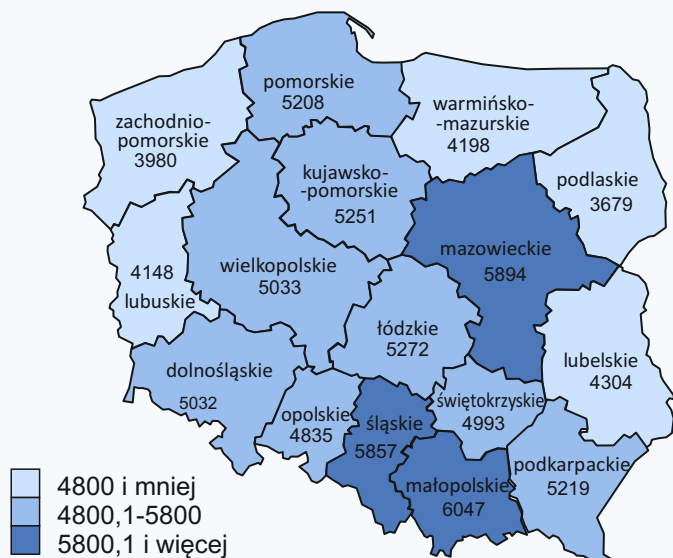 pomorskie
5208
warmińsko-
-mazurskie
4198
zachodnio-
pomorskie
3980
kujawsko-
-pomorskie
5251
podlaskie
3679
mazowieckie
5894
4148
lubuskie
wielkopolskie
5033
łódzkie
5272
lubelskie
4304
dolnośląskie
5032
opolskie
4835
śląskie
5857
świętokrzyskie
4993
małopolskie
6047
podkarpackie
5219
4800 i mniej
4800,1-5800
5800,1 i więcej